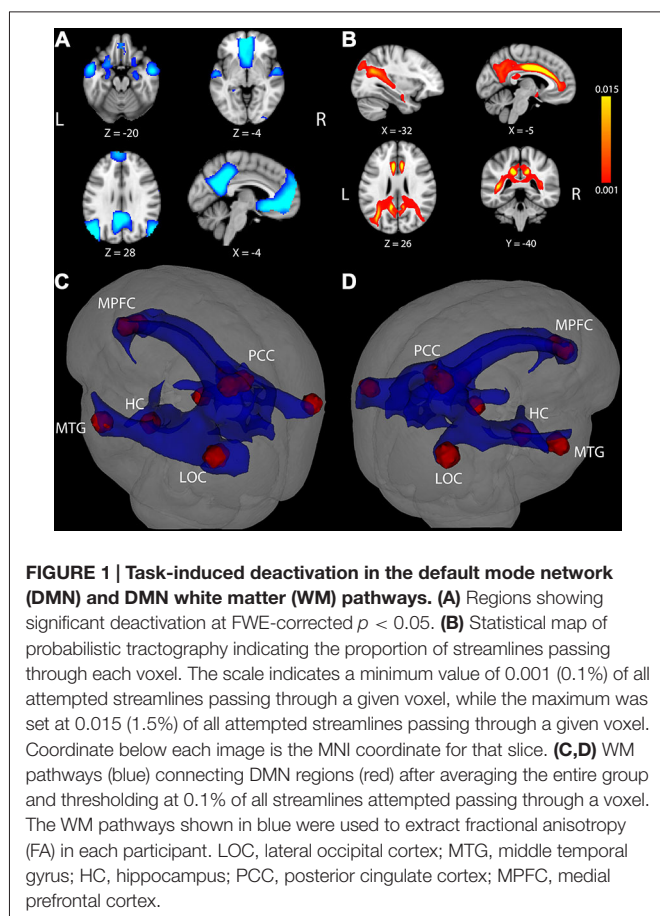 A
B
L
R
Z = -20
Z = -4
X = -32
X = -5
0.015
0.001
L
R
Z = 28
X = -4
Z = 26
Y = -40
C
D
MPFC
PCC
HC
MTG
LOC
MPFC
PCC
HC
MTG
LOC
FIGURE 1 | Task-induced deactivation in the default mode network
(DMN) and DMN white matter (WM) pathways. (A) Regions showing
significant deactivation at FWE-corrected p < 0.05. (B) Statistical map of
probabilistic tractography indicating the proportion of streamlines passing
through each voxel. The scale indicates a minimum value of 0.001 (0.1%) of all
attempted streamlines passing through a given voxel, while the maximum was
set at 0.015 (1.5%) of all attempted streamlines passing through a given voxel.
Coordinate below each image is the MNI coordinate for that slice. (C,D) WM
pathways (blue) connecting DMN regions (red) after averaging the entire group
and thresholding at 0.1% of all streamlines attempted passing through a voxel.
The WM pathways shown in blue were used to extract fractional anisotropy
(FA) in each participant. LOC, lateral occipital cortex; MTG, middle temporal
gyrus; HC, hippocampus; PCC, posterior cingulate cortex; MPFC, medial
prefrontal cortex.